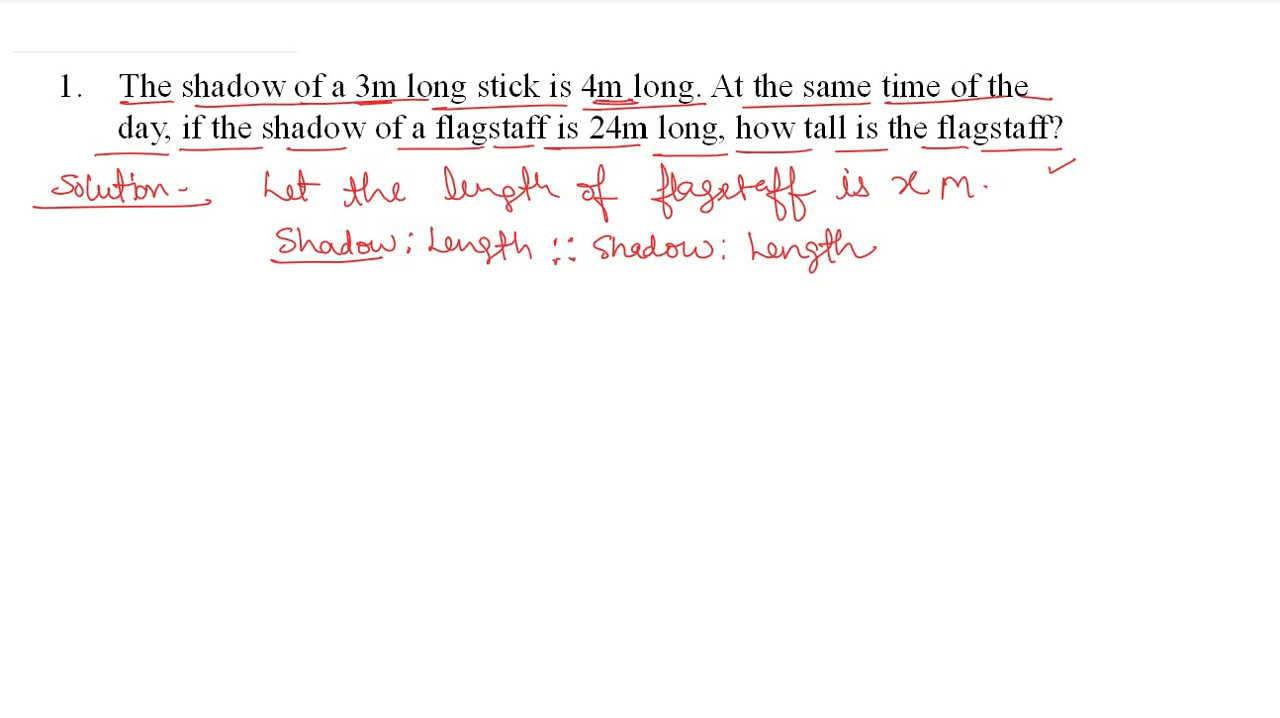 1. The shadow of a 3m long stick is 4m long. At the same time of the
day, if the shadow of a flagstaff is 24m long, how tall is the flagstaff?
Solution - Let the length of flagstaff is x m.
Shadow : Length :: Shadow : Length